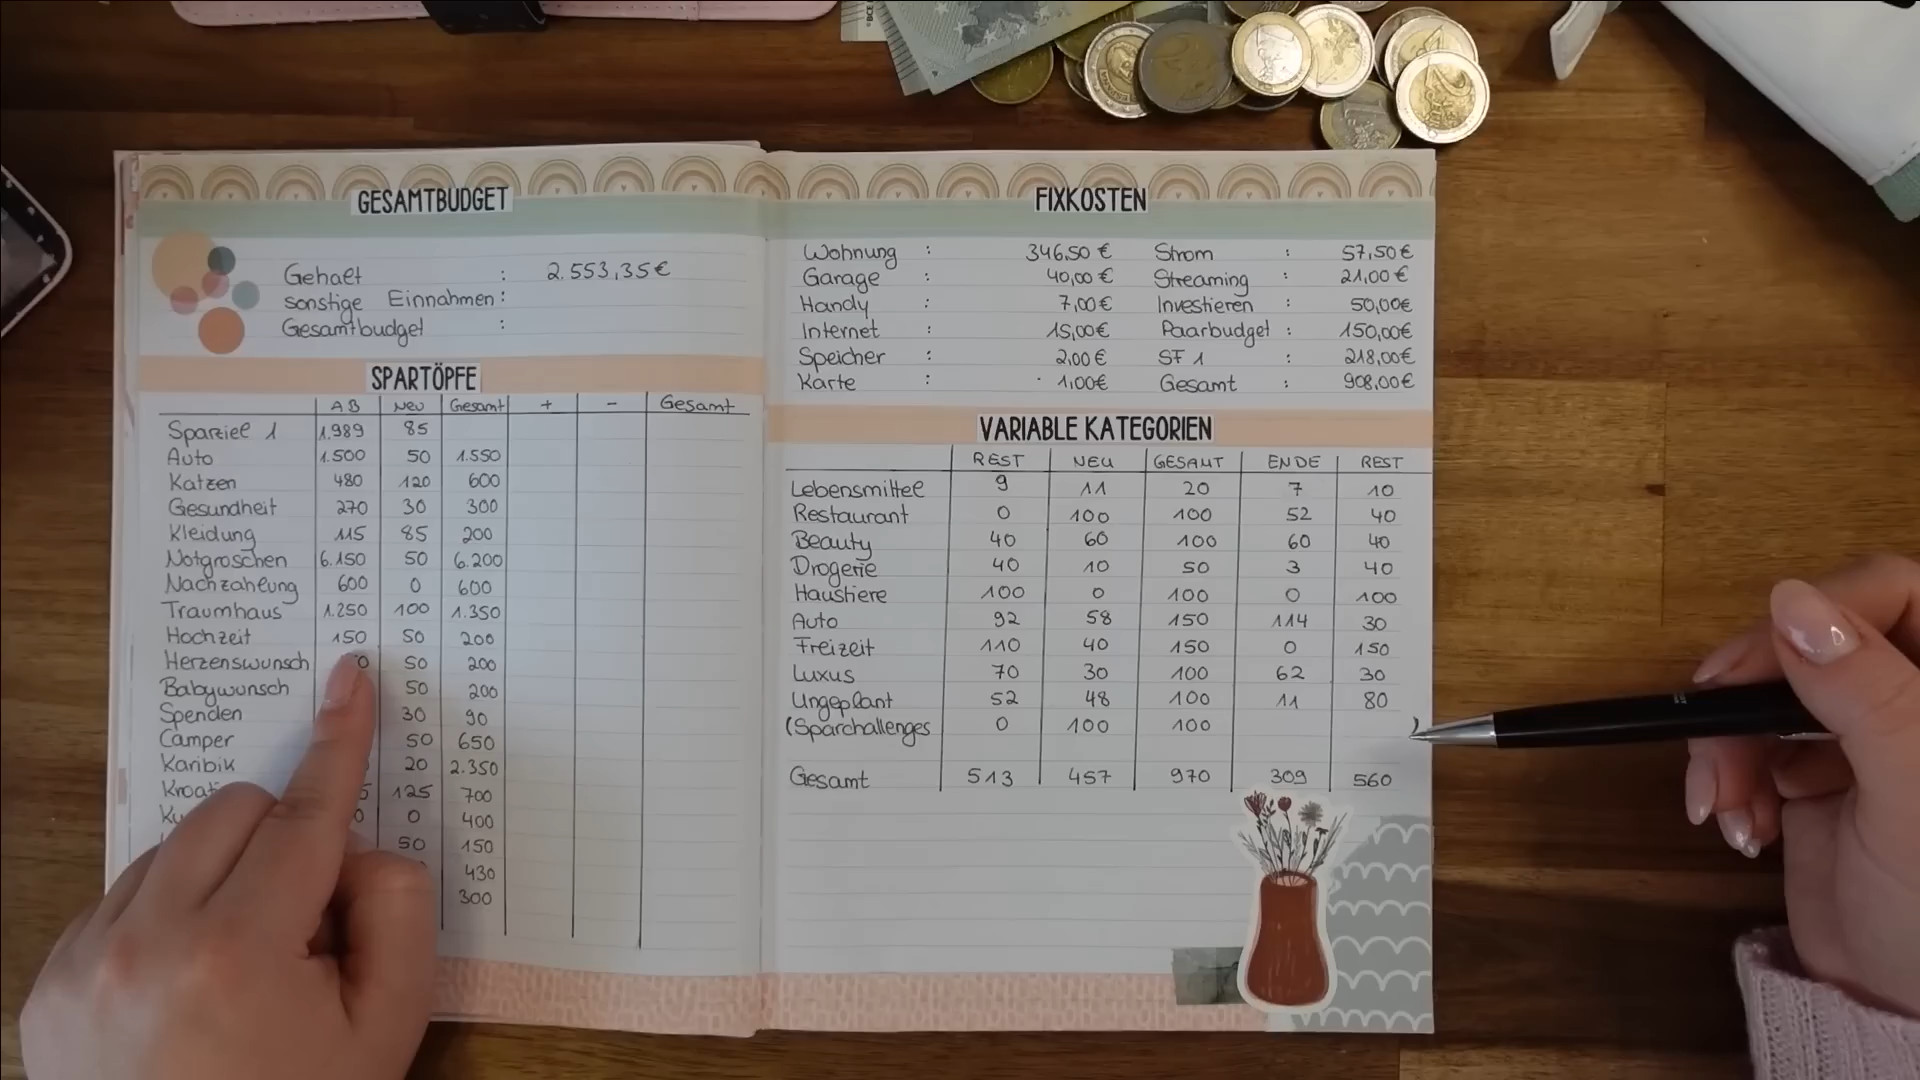 GESAMTBUDGET
Gehalt : 2.553,35€
sonstige Einnahmen :
Gesamtbudget :
SPARTÖPFE
AB Neu Gesamt + - Gesamt
Sparziel 1 1.989 85
Auto 1.500 50 1.550
Katzen 480 120 600
Gesundheit 270 30 300
Kleidung 115 85 200
Notgroschen 6.150 50 6.200
Nachzahlung 600 0 600
Traumhaus 1.250 100 1.350
Hochzeit 150 50 200
Herzenswunsch 50 200
Babywunsch 50 200
Spenden 30 90
Camper 50 650
Karibik 20 2.350
125 700
0 400
50 150
430
300
FIXKOSTEN
Wohnung : 346,50 € Strom : 57,50€
Garage : 40,00€ Streaming : 21,00€
Handy : 7,00€ Investieren : 50,00€
Internet : 15,00€ Paarbudget : 150,00€
Speicher : 2,00€ SF 1 : 218,00€
Karte : 1,00€ Gesamt : 908,00€
VARIABLE KATEGORIEN
REST NEU GESAMT ENDE REST
Lebensmittel 9 11 20 7 10
Restaurant 0 100 100 52 40
Beauty 40 60 100 60 40
Drogerie 40 10 50 3 40
Haustiere 100 0 100 0 100
Auto 92 58 150 114 30
Freizeit 110 40 150 0 150
Luxus 70 30 100 62 30
Ungeplant 52 48 100 11 80
(Sparchallenges 0 100 100 )
Gesamt 513 457 970 309 560